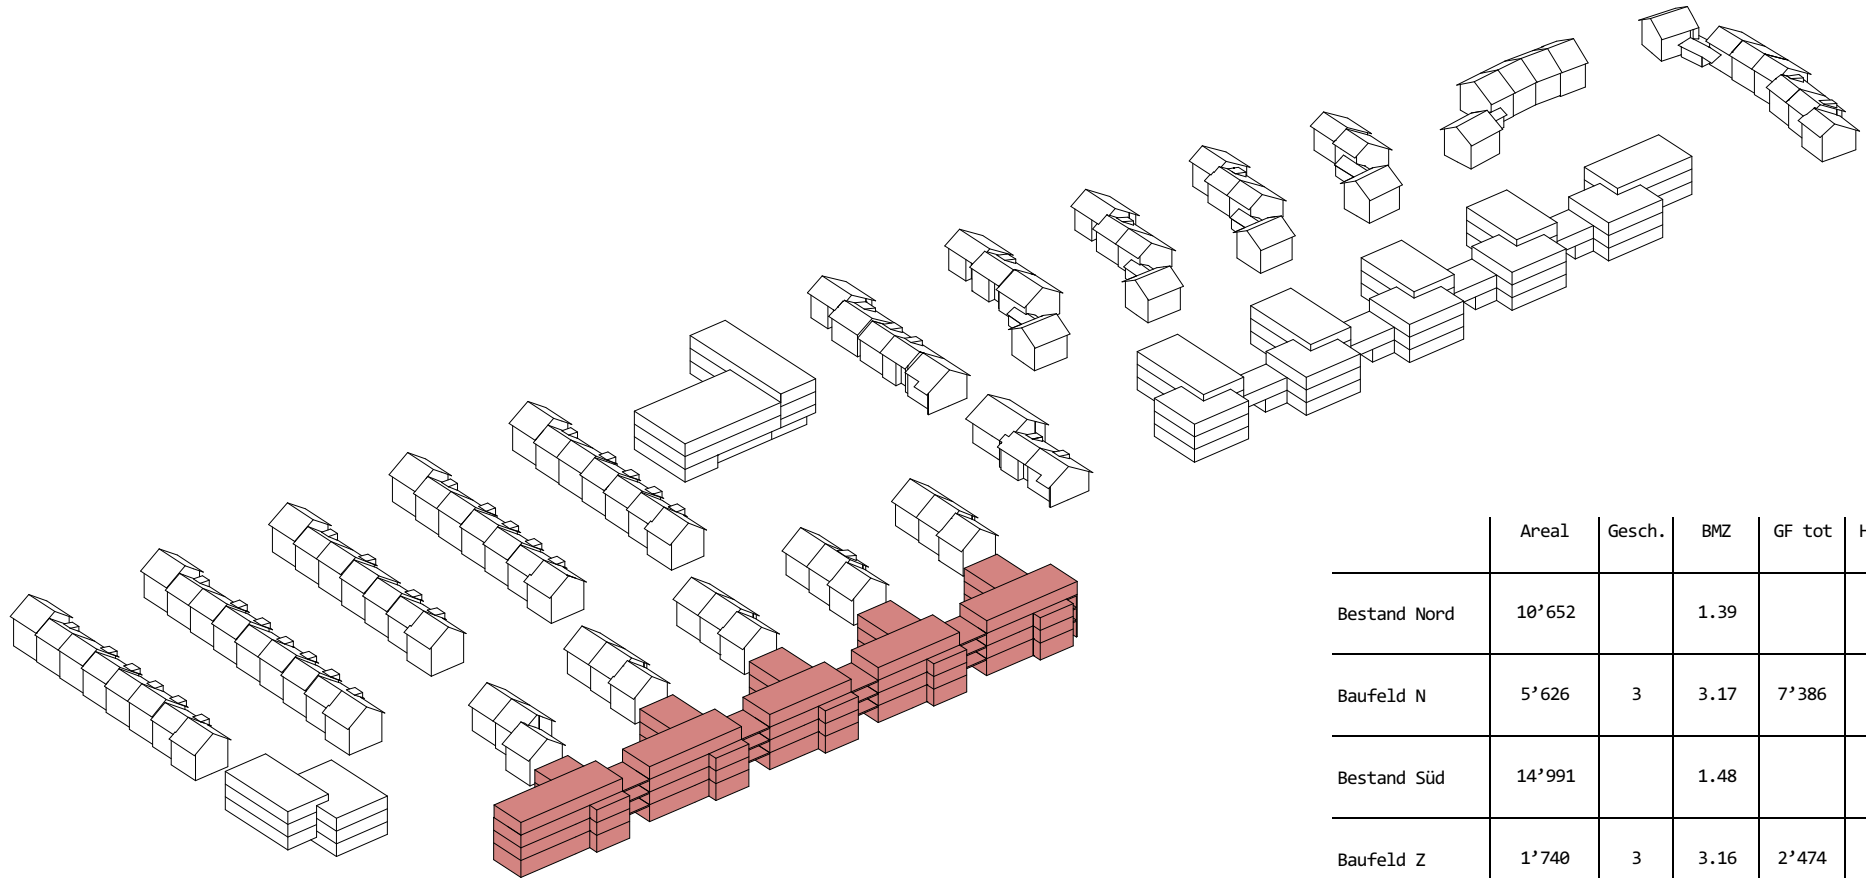 Areal Gesch. BMZ GF tot H
Bestand Nord 10’652 1.39
Baufeld N 5’626 3 3.17 7’386
Bestand Süd 14’991 1.48
Baufeld Z 1’740 3 3.16 2’474